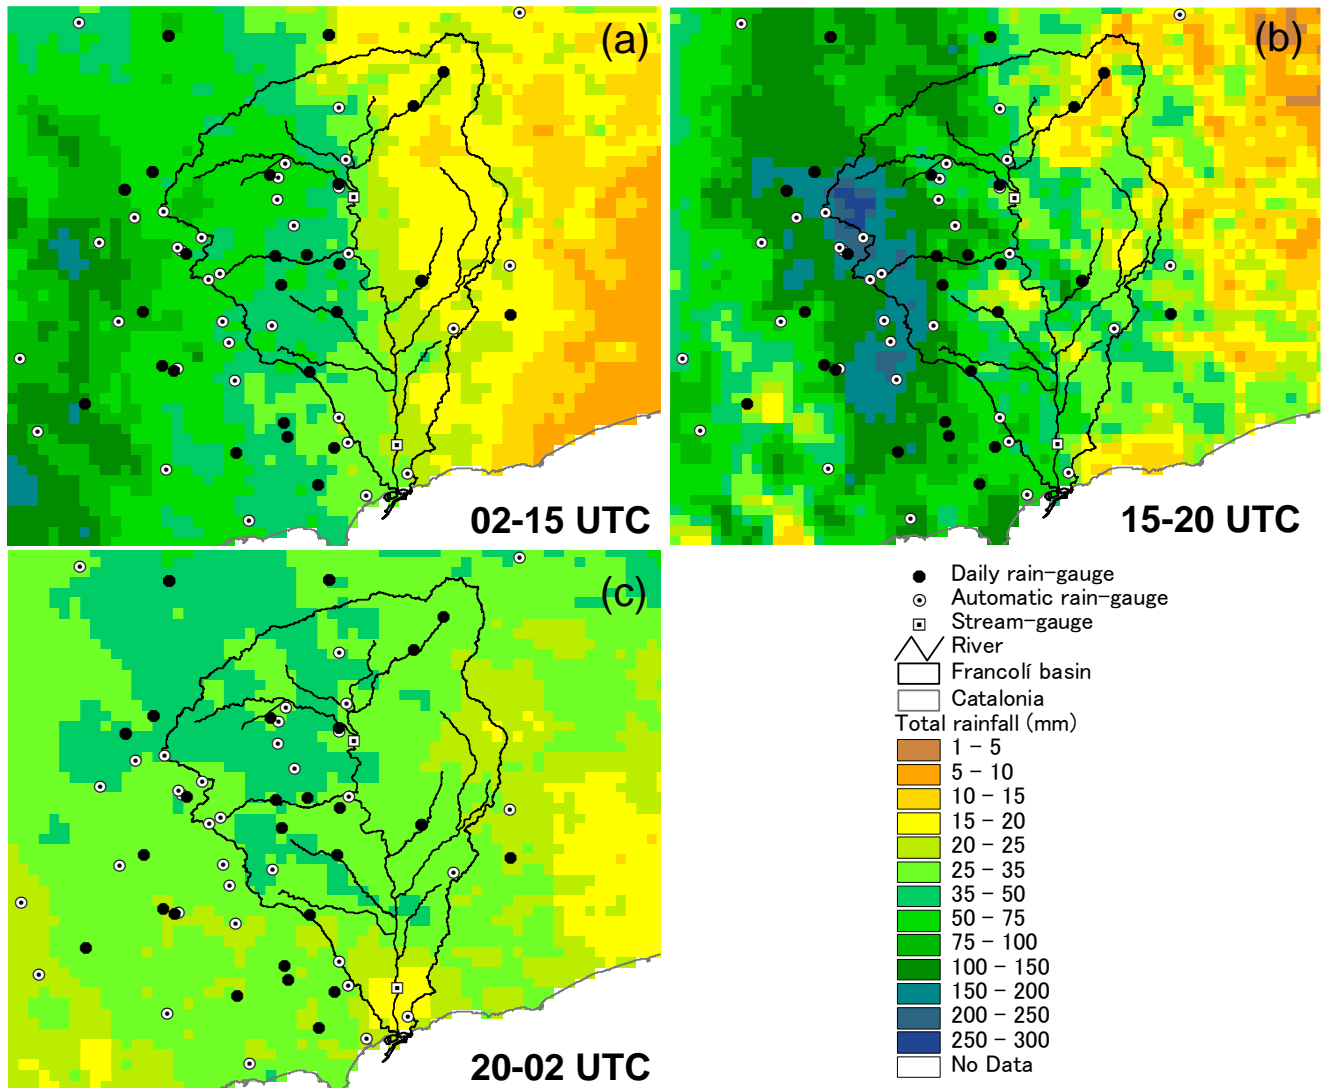 (a)
02-15 UTC
(b)
15-20 UTC
(c)
20-02 UTC
Daily rain-gauge
Automatic rain-gauge
Stream-gauge
River
Francolí basin
Catalonia
Total rainfall (mm)
1 - 5
5 - 10
10 - 15
15 - 20
20 - 25
25 - 35
35 - 50
50 - 75
75 - 100
100 - 150
150 - 200
200 - 250
250 - 300
No Data